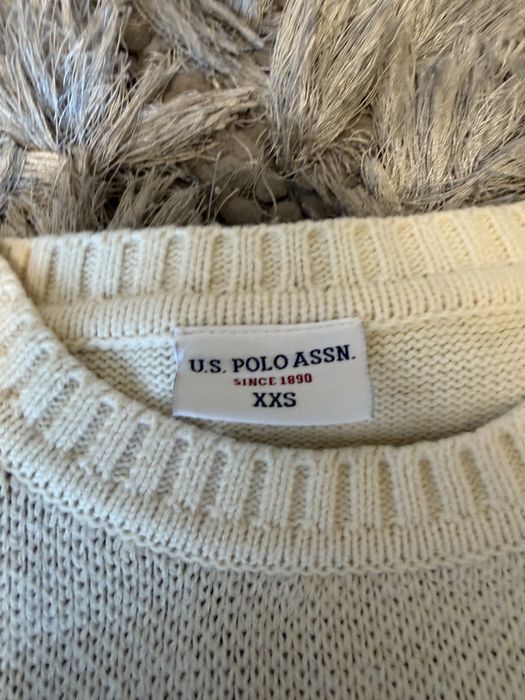 U.S. POLO ASSN.
SINCE 1890
XXS